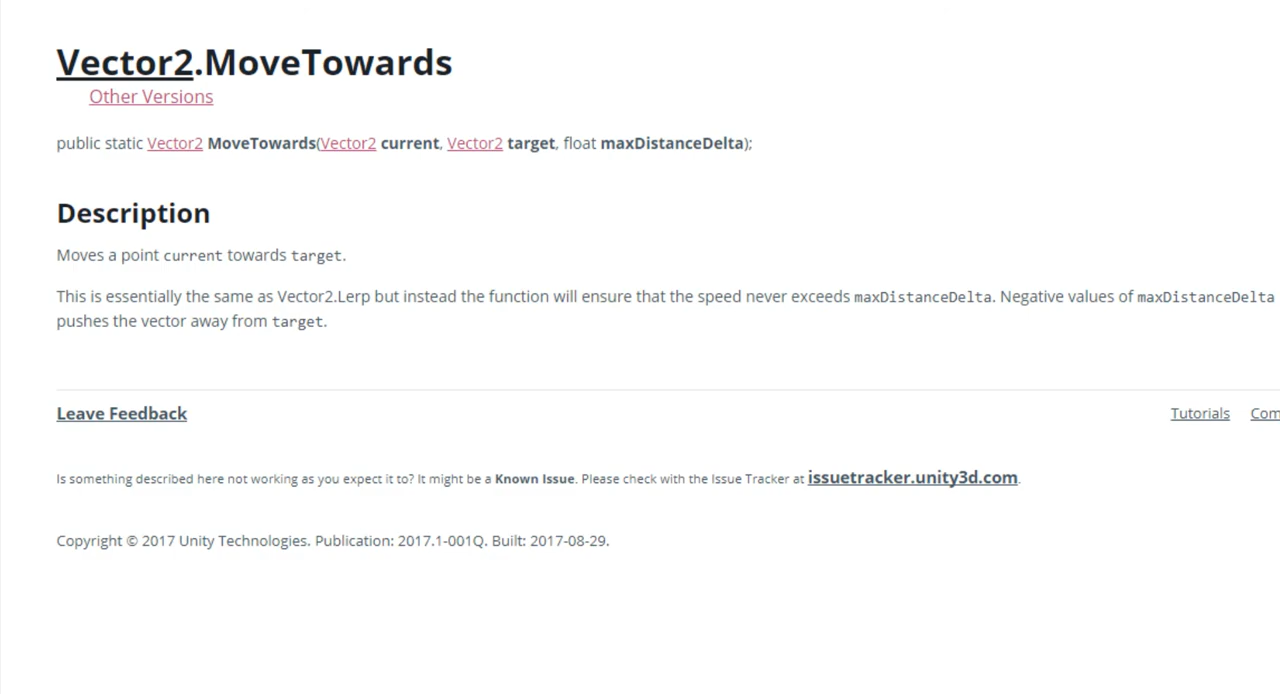 Vector2.MoveTowards
Other Versions
public static Vector2 MoveTowards(Vector2 current, Vector2 target, float maxDistanceDelta);
Description
Moves a point current towards target.
This is essentially the same as Vector2.Lerp but instead the function will ensure that the speed never exceeds maxDistanceDelta. Negative values of maxDistanceDelta
pushes the vector away from target.
Leave Feedback Tutorials Com
Is something described here not working as you expect it to? It might be a Known Issue. Please check with the Issue Tracker at issuetracker.unity3d.com.
Copyright © 2017 Unity Technologies. Publication: 2017.1-001Q. Built: 2017-08-29.